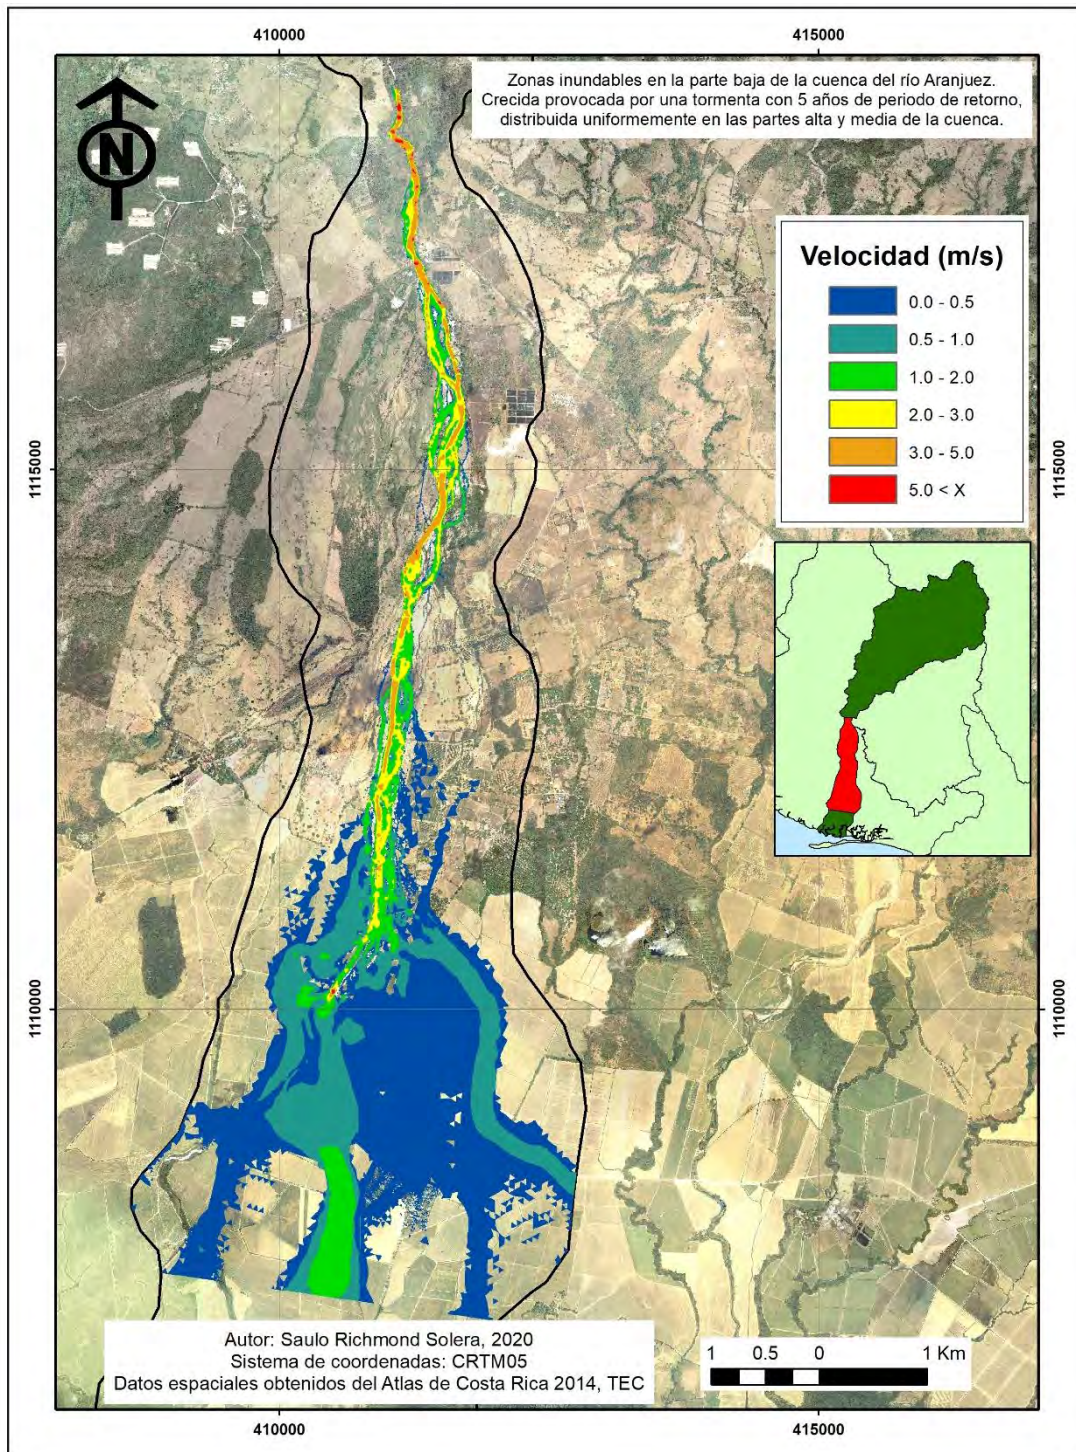 410000
415000
Zonas inundables en la parte baja de la cuenca del río Aranjuez.
Crecida provocada por una tormenta con 5 años de periodo de retorno,
distribuida uniformemente en las partes alta y media de la cuenca.
N
Velocidad (m/s)
0.0 - 0.5
0.5 - 1.0
1.0 - 2.0
2.0 - 3.0
3.0 - 5.0
5.0 < X
1115000
1115000
1110000
1110000
Autor: Saulo Richmond Solera, 2020
Sistema de coordenadas: CRTM05
Datos espaciales obtenidos del Atlas de Costa Rica 2014, TEC
1 0.5 0 1 Km
410000
415000